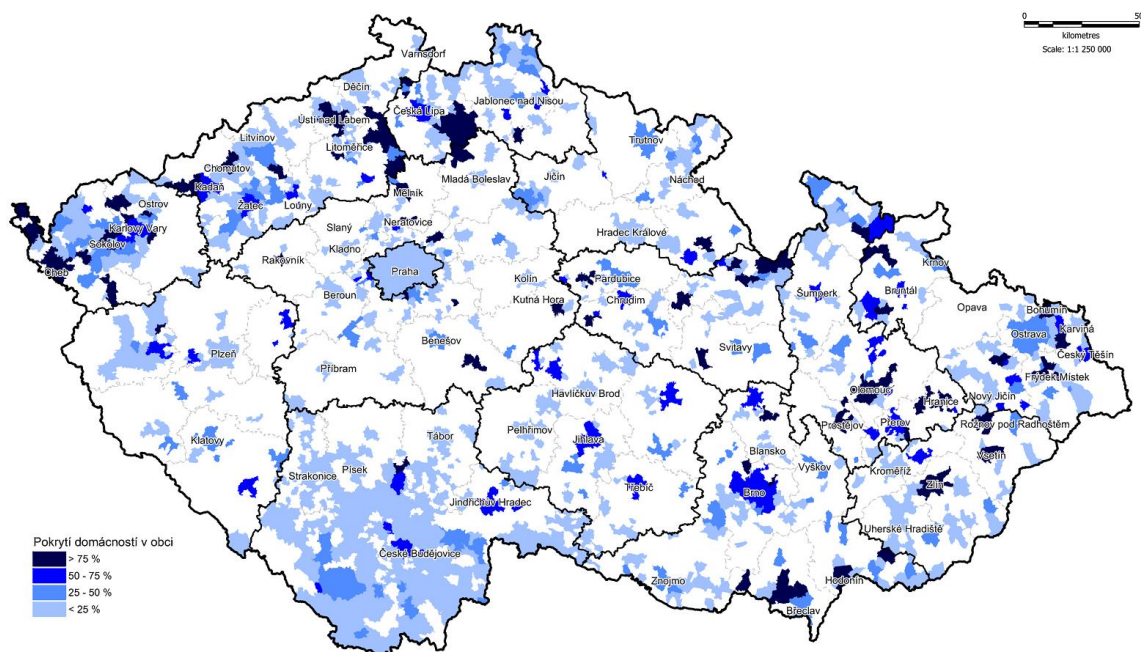 0 50
kilometres
Scale: 1:1 250 000
Varnsdorf
Děčín
Jablonec nad Nisou
Česká Lípa
Ústí nad Labem
Litvínov
Trutnov
Litoměřice
Chomutov
Jičín
Mladá Boleslav
Náchod
Kadaň
Mělník
Ostrov
Žatec
Louny
Neratovice
Karlovy Vary
Slaný
Hradec Králové
Sokolov
Kladno
Krnov
Rakovník
Praha
Cheb
Kolín
Pardubice
Bruntál
Šumperk
Beroun
Kutná Hora
Chrudim
Opava
Bohumín
Ostrava
Karviná
Benešov
Svitavy
Plzeň
Český Těšín
Příbram
Frýdek Místek
Olomouc
Havlíčkův Brod
Nový Jičín
Hranice
Rožnov pod Radhoštěm
Přerov
Prostějov
Pelhřimov
Tábor
Klatovy
Jihlava
Blansko
Vsetín
Vyškov
Kroměříž
Strakonice
Písek
Třebíč
Zlín
Brno
Jindřichův Hradec
Uherské Hradiště
České Budějovice
Znojmo
Hodonín
Břeclav
Pokrytí domácností v obci
> 75 %
50 - 75 %
25 - 50 %
< 25 %